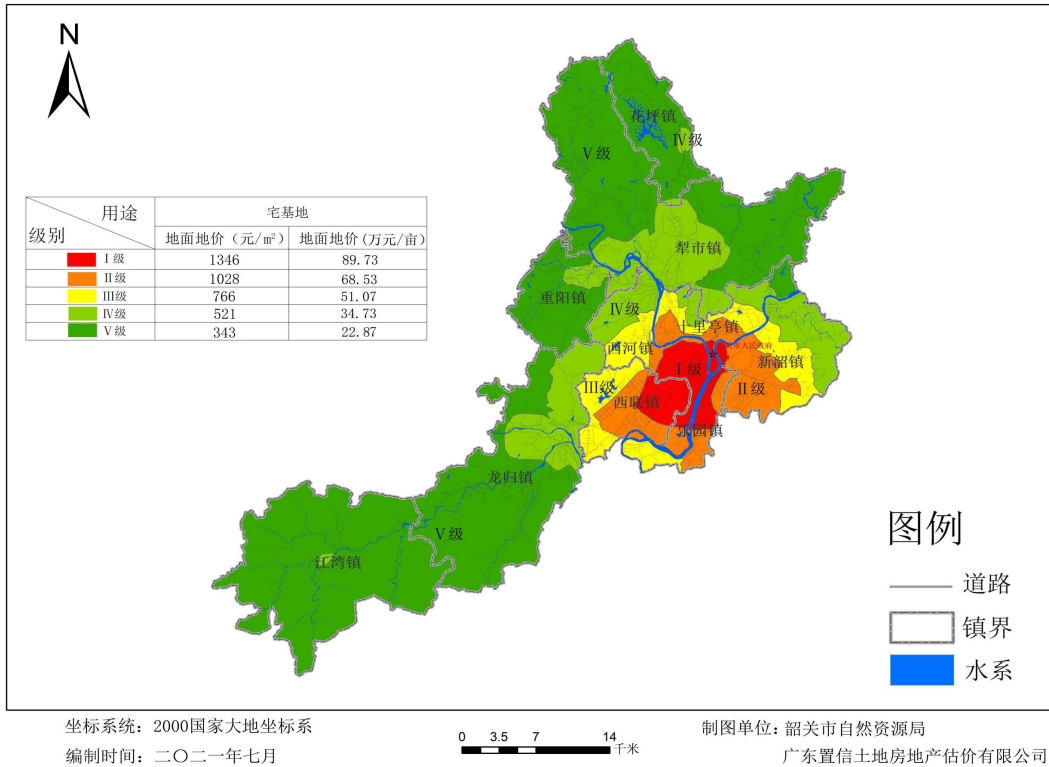 N
用途
级别
宅基地
地面地价（元/m²） 地面地价(万元/亩)
Ⅰ级 1346 89.73
Ⅱ级 1028 68.53
Ⅲ级 766 51.07
Ⅳ级 521 34.73
Ⅴ级 343 22.87
花坪镇
Ⅳ级
Ⅴ级
犁市镇
重阳镇
Ⅳ级
十里亭镇
市人民政府
西河镇
Ⅰ级
新韶镇
Ⅲ级
西联镇
Ⅱ级
乐园镇
龙归镇
Ⅴ级
江湾镇
图例
道路
镇界
水系
坐标系统：2000国家大地坐标系
编制时间：二〇二一年七月
0 3.5 7 14
千米
制图单位：韶关市自然资源局
广东置信土地房地产估价有限公司